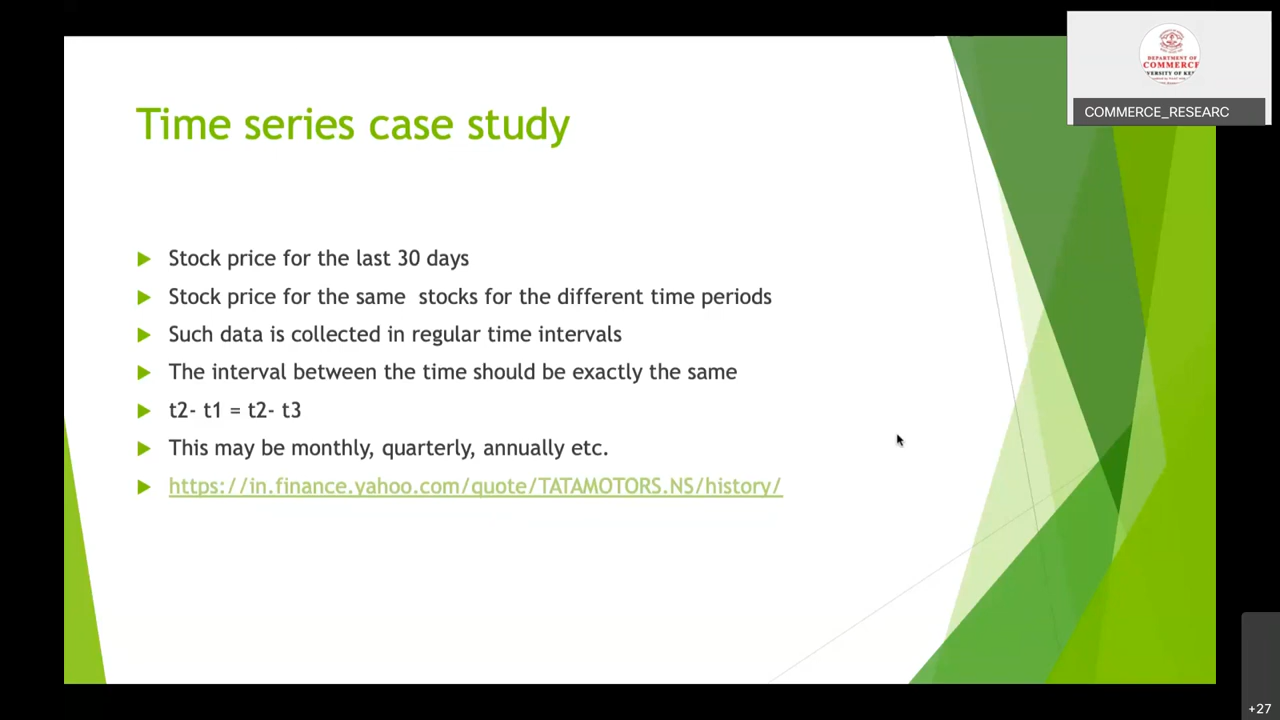 Time series case study
Stock price for the last 30 days
Stock price for the same stocks for the different time periods
Such data is collected in regular time intervals
The interval between the time should be exactly the same
t2- t1 = t2- t3
This may be monthly, quarterly, annually etc.
https://in.finance.yahoo.com/quote/TATAMOTORS.NS/history/
DEPARTMENT OF
COMMERCE
COMMERCE_RESEARC
+27